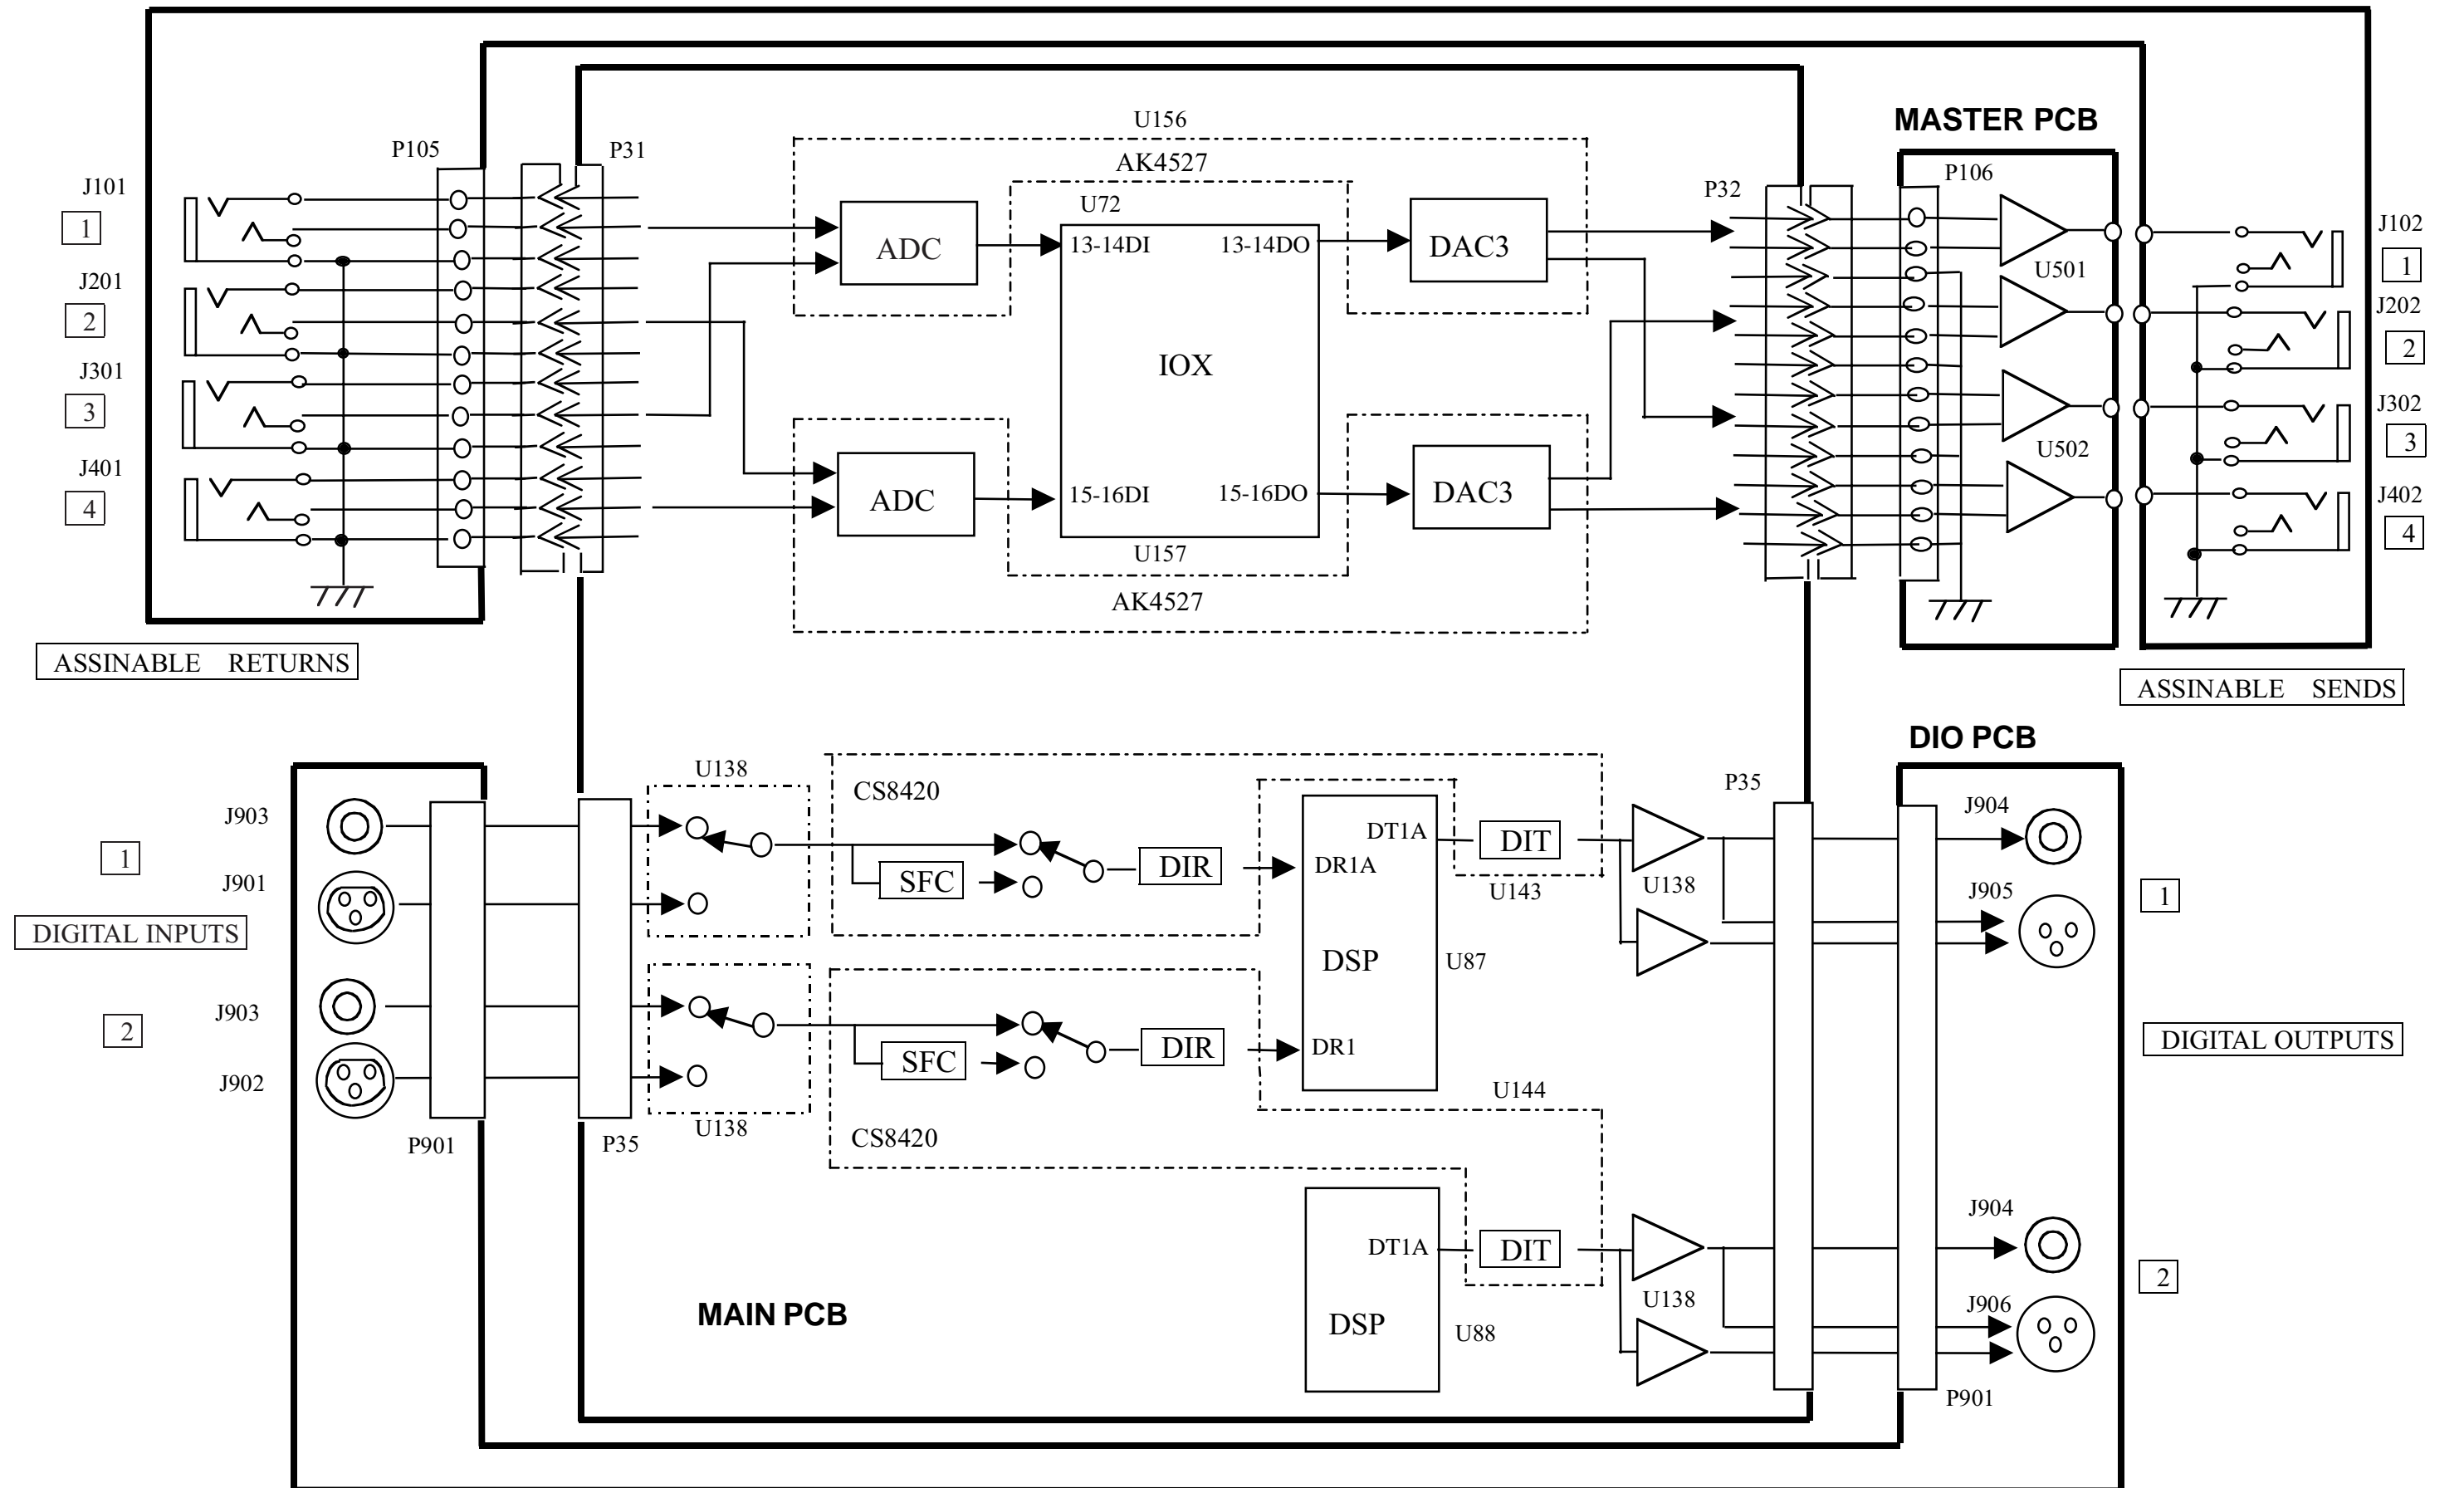 U156
MASTER PCB
P105
P31
AK4527
P32
P106
J101
1
U72
ADC
13-14DI
13-14DO
DAC3
J102
1
U501
J201
2
J202
2
IOX
J301
3
J302
3
U502
J401
4
ADC
15-16DI
15-16DO
DAC3
J402
4
U157
AK4527
ASSINABLE RETURNS
ASSINABLE SENDS
DIO PCB
U138
P35
CS8420
J903
J904
1
DT1A
DIT
DR1A
DIR
SFC
U143
U138
J901
J905
1
DIGITAL INPUTS
DSP
U87
J903
2
DIGITAL OUTPUTS
SFC
DIR
DR1
J902
U144
U138
P901
P35
CS8420
J904
DT1A
DIT
2
U138
J906
MAIN PCB
DSP
U88
P901